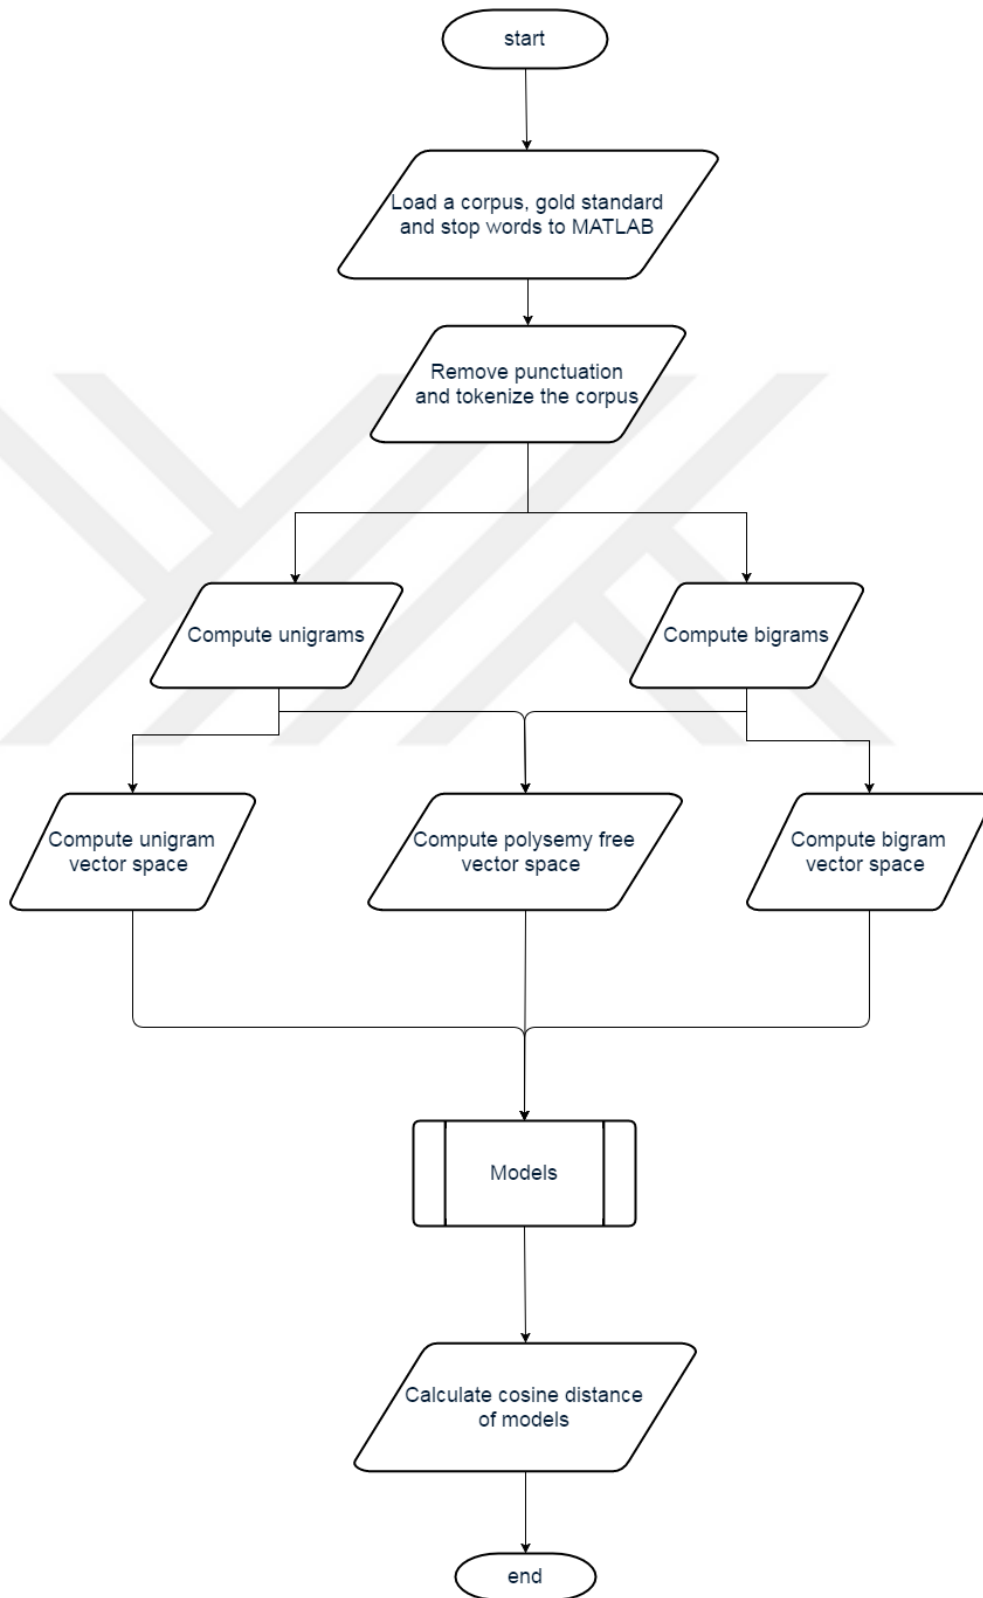 start
Load a corpus, gold standard
and stop words to MATLAB
Remove punctuation
and tokenize the corpus
Compute unigrams
Compute bigrams
Compute unigram
vector space
Compute polysemy free
vector space
Compute bigram
vector space
Models
Calculate cosine distance
of models
end